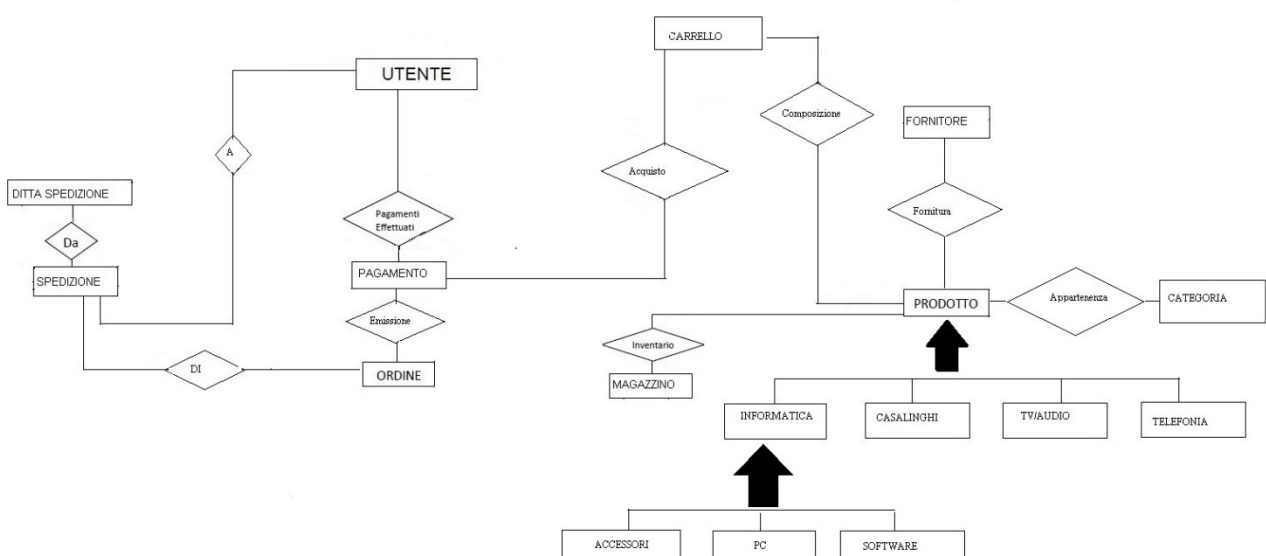 CARRELLO
UTENTE
Composizione
FORNITORE
A
Acquisto
DITTA SPEDIZIONE
Pagamenti
Effettuati
Fornitura
Da
SPEDIZIONE
PAGAMENTO
PRODOTTO
Appartenenza
CATEGORIA
Emissione
Inventario
DI
ORDINE
MAGAZZINO
INFORMATICA
CASALINGHI
TV/AUDIO
TELEFONIA
ACCESSORI
PC
SOFTWARE